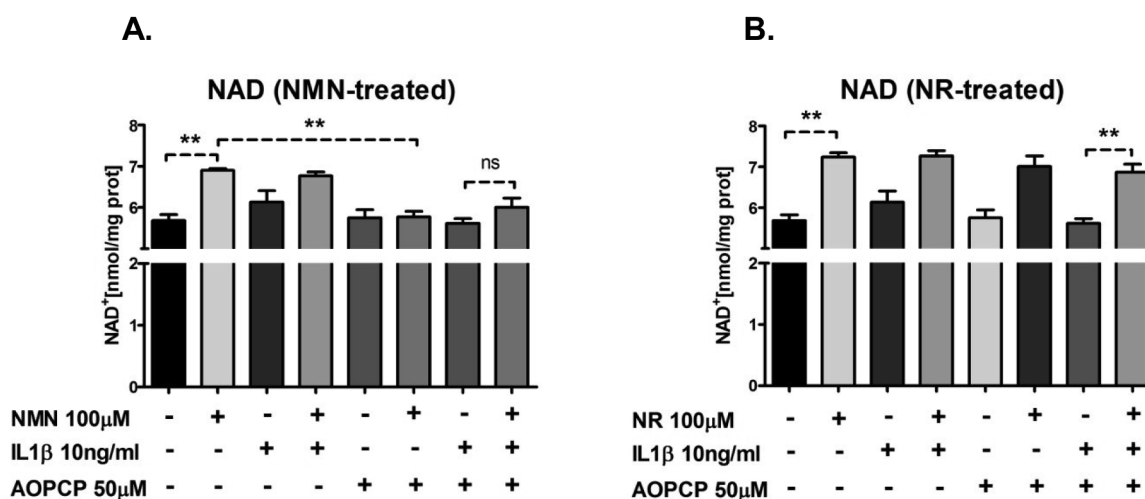 A.
NAD (NMN-treated)
** ** ns
NAD⁺[nmol/mg prot]
8
7
6
5
2
1
0
NMN 100μM - + - + - + - +
IL1β 10ng/ml - - + + - - + +
AOPCP 50μM - - - - + + + +
B.
NAD (NR-treated)
** **
NAD⁺[nmol/mg prot]
8
7
6
5
2
1
0
NR 100μM - + - + - + - +
IL1β 10ng/ml - - + + - - + +
AOPCP 50μM - - - - + + + +